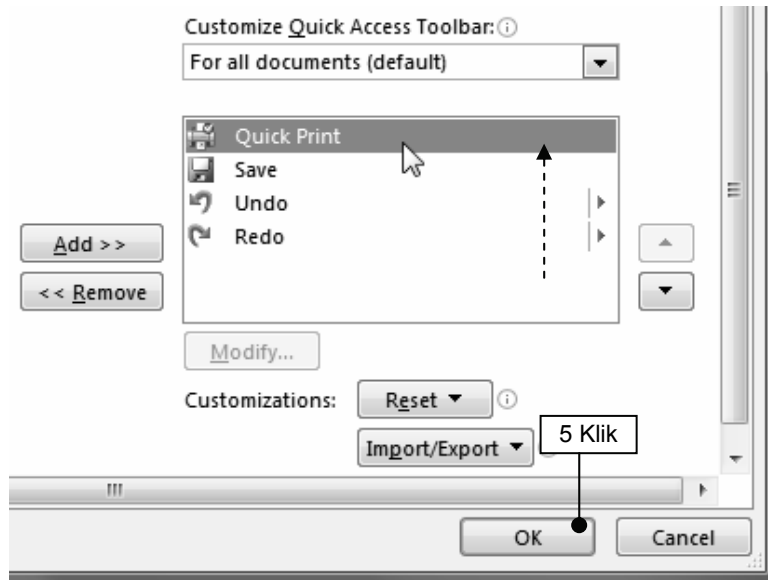 Customize Quick Access Toolbar:
For all documents (default)
Quick Print
Save
Undo
Redo
Add >>
<< Remove
Modify...
Customizations: Reset
Import/Export
5 Klik
OK Cancel